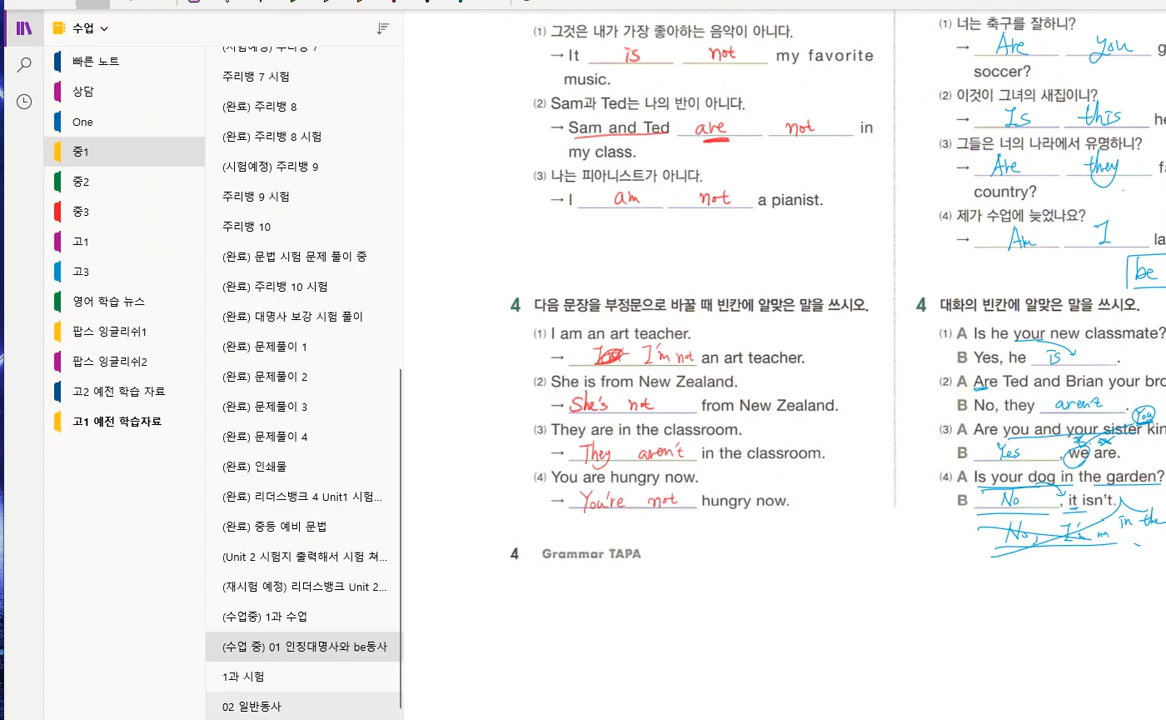 수업
빠른 노트
상담
One
중1
중2
중3
고1
고3
영어 학습 뉴스
팝스 잉글리쉬1
팝스 잉글리쉬2
고2 예전 학습 자료
고1 예전 학습자료
주리뱅 7 시험
(완료) 주리뱅 8
(완료) 주리뱅 8 시험
(시험예정) 주리뱅 9
주리뱅 9 시험
주리뱅 10
(완료) 문법 시험 문제 풀이 중
(완료) 주리뱅 10 시험
(완료) 대명사 보강 시험 풀이
(완료) 문제풀이 1
(완료) 문제풀이 2
(완료) 문제풀이 3
(완료) 문제풀이 4
(완료) 인쇄물
(완료) 리더스뱅크 4 Unit1 시험...
(완료) 중등 예비 문법
(Unit 2 시험지 출력해서 시험 쳐...
(재시험 예정) 리더스뱅크 Unit 2...
(수업중) 1과 수업
(수업 중) 01 인칭대명사와 be동사
1과 시험
02 일반동사
(1) 그것은 내가 가장 좋아하는 음악이 아니다.
→ It is not my favorite
music.
(2) Sam과 Ted는 나의 반이 아니다.
→ Sam and Ted are not in
my class.
(3) 나는 피아니스트가 아니다.
→ I am not a pianist.
4 다음 문장을 부정문으로 바꿀 때 빈칸에 알맞은 말을 쓰시오.
(1) I am an art teacher.
→ I'm not an art teacher.
(2) She is from New Zealand.
→ She's not from New Zealand.
(3) They are in the classroom.
→ They aren't in the classroom.
(4) You are hungry now.
→ You're not hungry now.
4 Grammar TAPA
(1) 너는 축구를 잘하니?
→ Are you
soccer?
(2) 이것이 그녀의 새집이니?
→ Is this he
(3) 그들은 너의 나라에서 유명하니?
→ Are they fa
country?
(4) 제가 수업에 늦었나요?
→ Am I la
be
4 대화의 빈칸에 알맞은 말을 쓰시오.
(1) A Is he your new classmate?
B Yes, he is .
(2) A Are Ted and Brian your bro
B No, they aren't .
You
(3) A Are you and your sister kin
B Yes , we are.
(4) A Is your dog in the garden?
B No , it isn't.
in the
No, I'm not